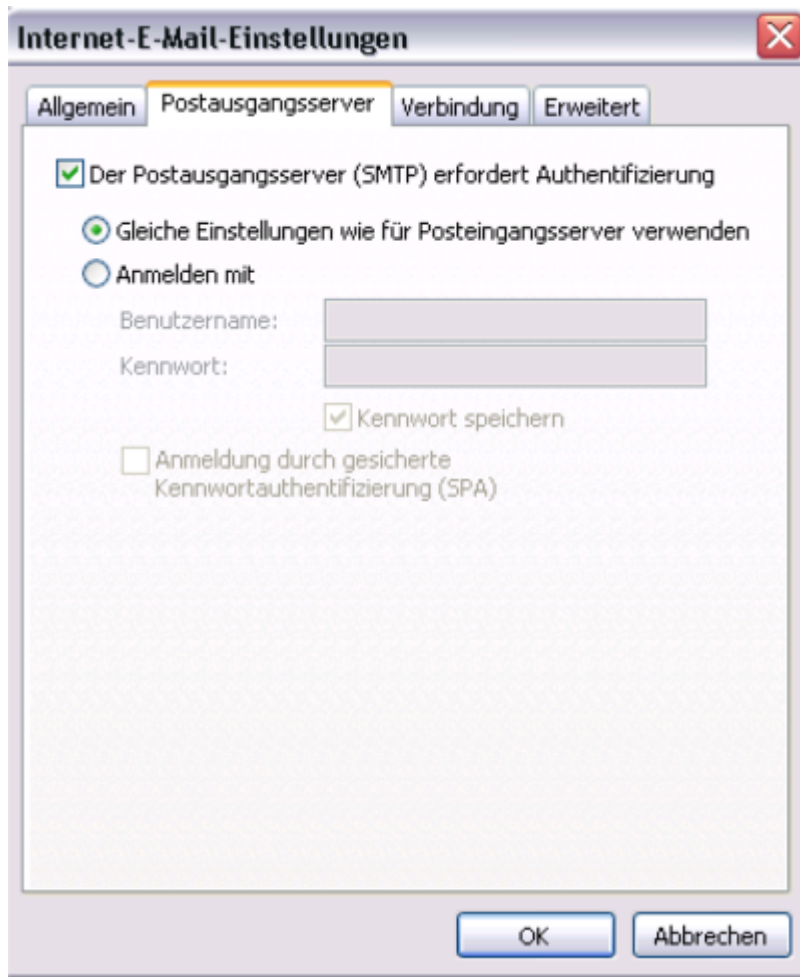 Internet-E-Mail-Einstellungen
Allgemein Postausgangsserver Verbindung Erweitert
Der Postausgangsserver (SMTP) erfordert Authentifizierung
Gleiche Einstellungen wie für Posteingangsserver verwenden
Anmelden mit
Benutzername:
Kennwort:
Kennwort speichern
Anmeldung durch gesicherte
Kennwortauthentifizierung (SPA)
OK Abbrechen